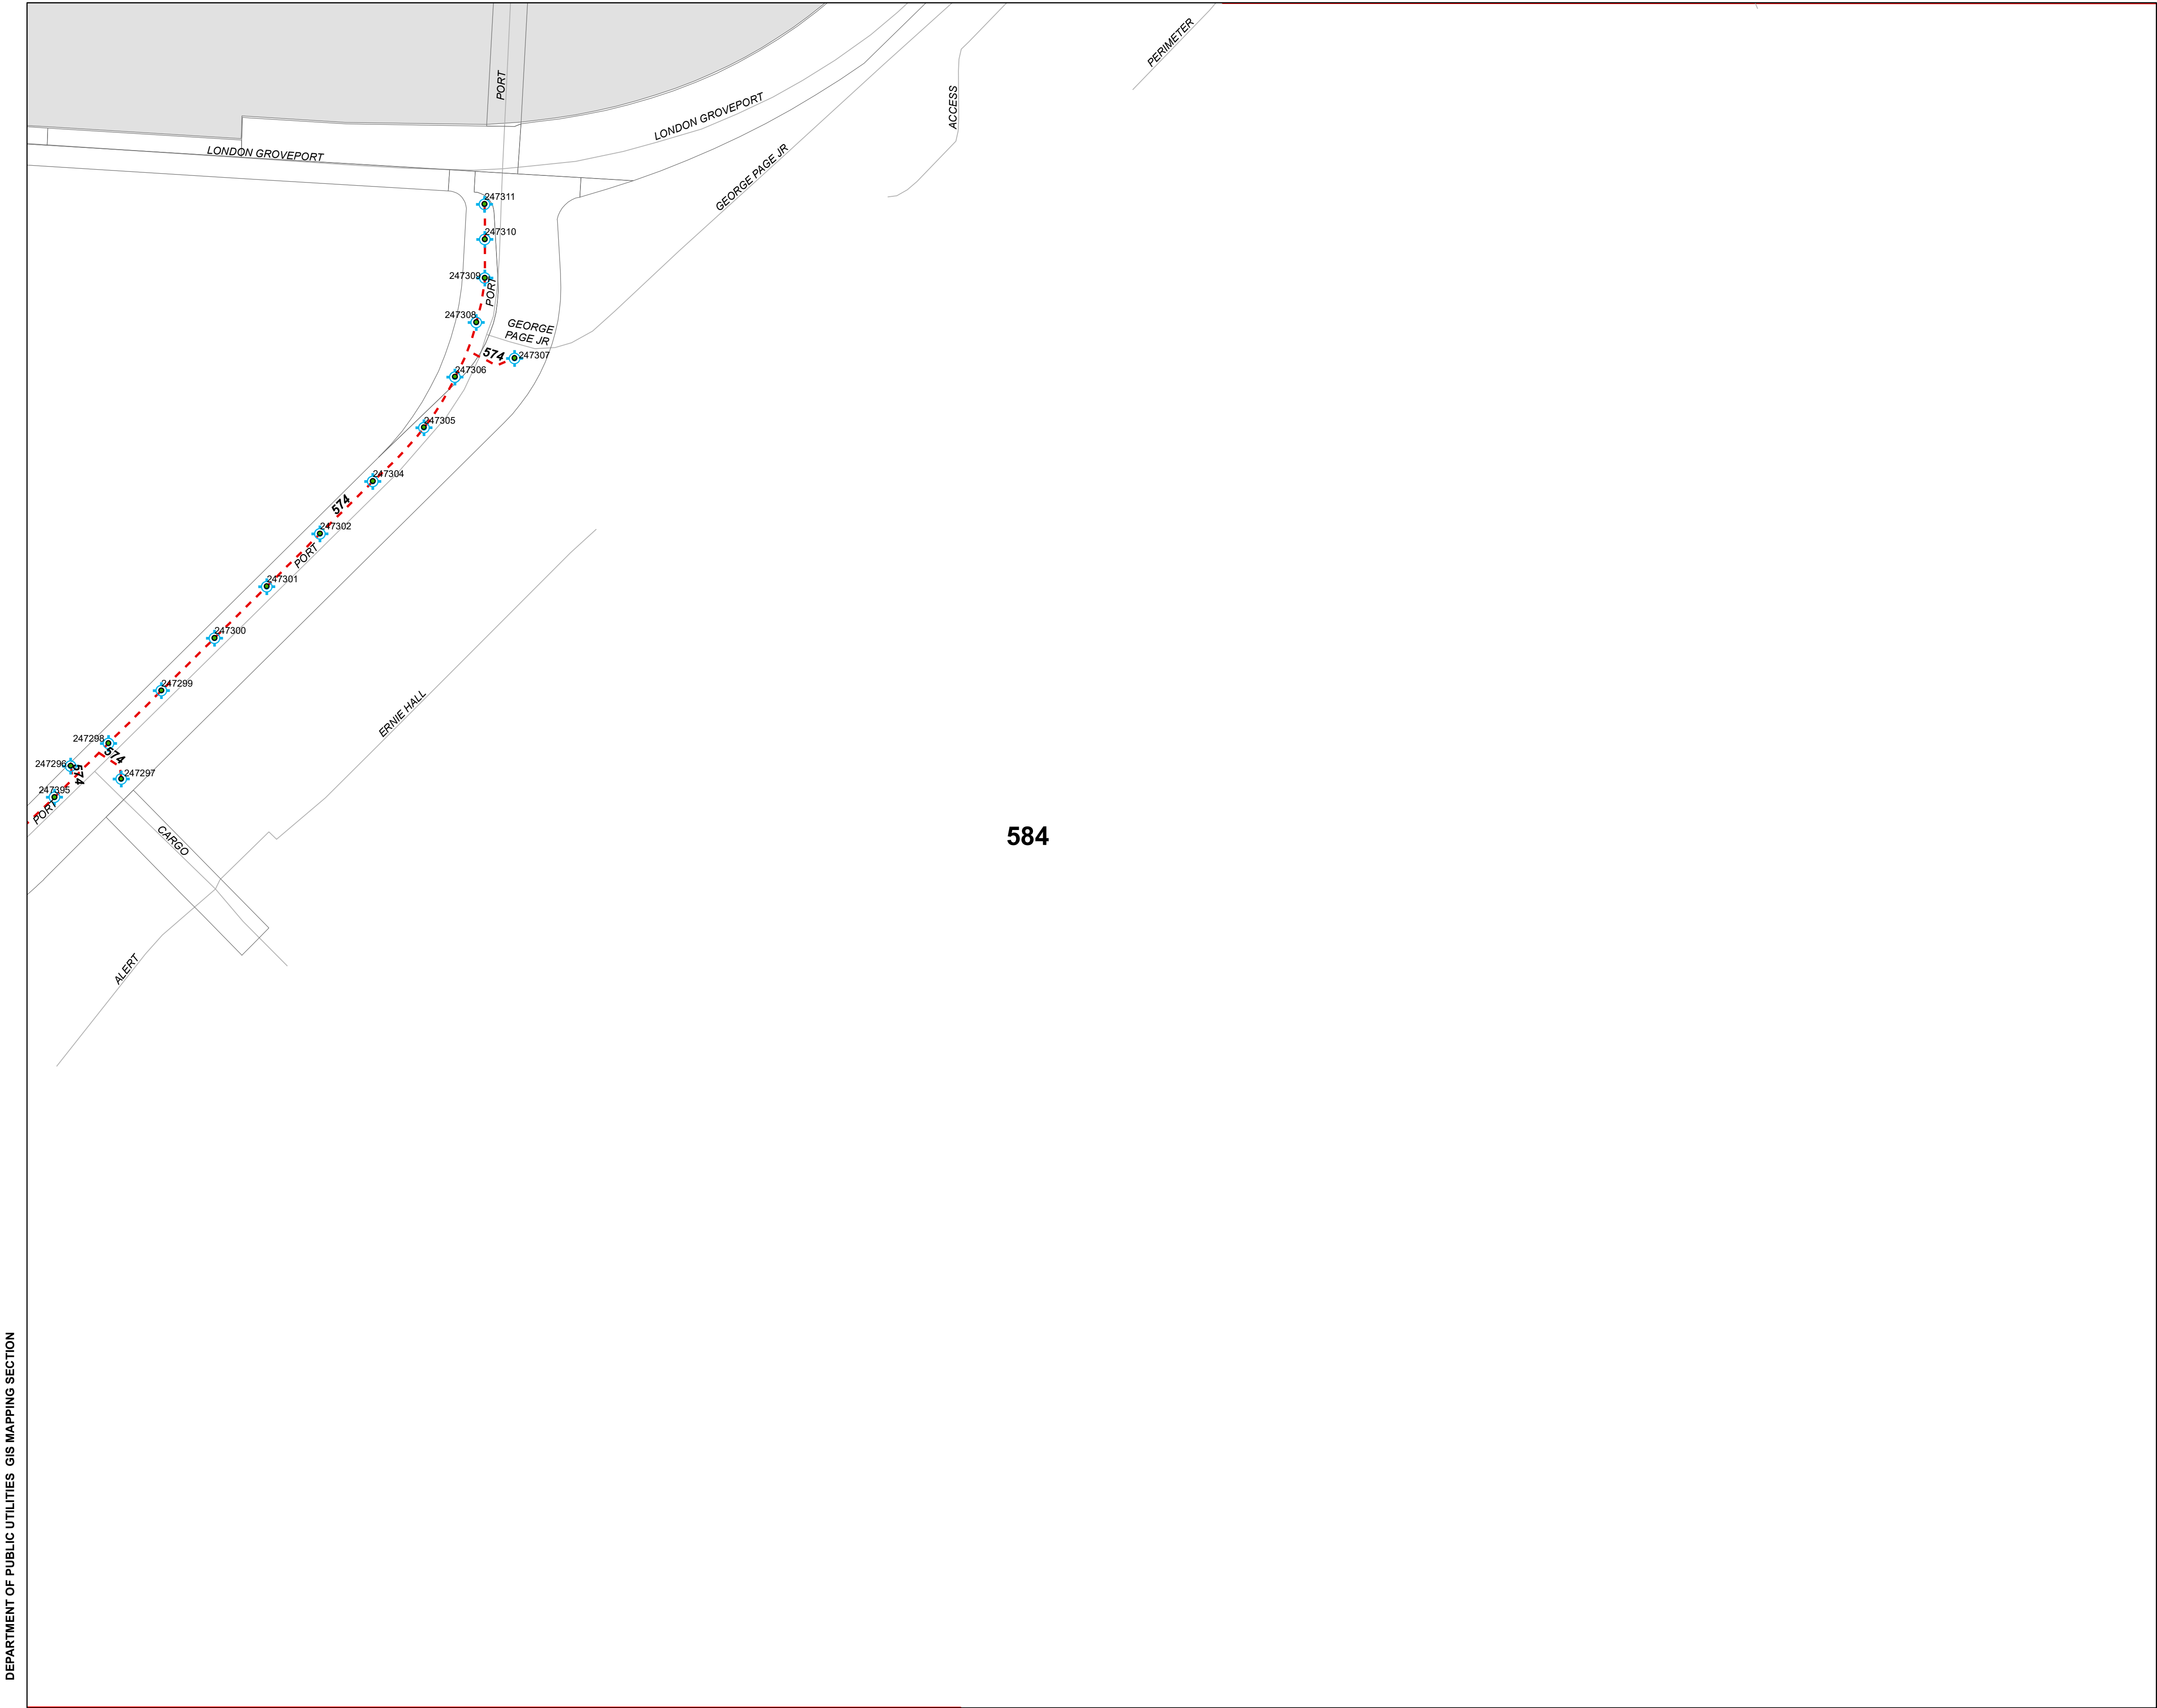 PERIMETER
PORT
ACCESS
LONDON GROVEPORT
LONDON GROVEPORT
GEORGE PAGE JR
247311
247310
247309
PORT
247308
GEORGE
PAGE JR
574
247307
247306
247305
247304
574
247302
PORT
247301
247300
247299
ERNIE HALL
247298
574
247296
574
247297
247395
PORT
CARGO
584
ALERT
DEPARTMENT OF PUBLIC UTILITIES GIS MAPPING SECTION